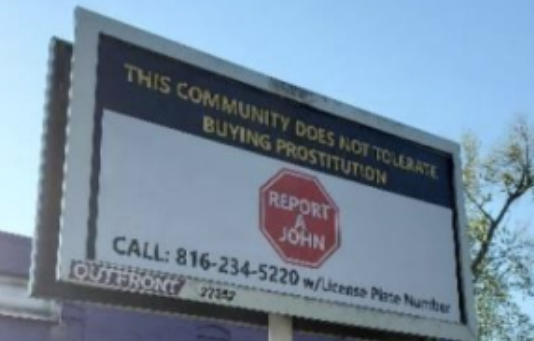 THIS COMMUNITY DOES NOT TOLERATE
BUYING PROSTITUTION
REPORT
A
JOHN
CALL: 816-234-5220 w/License Plate Number
OUTFRONT